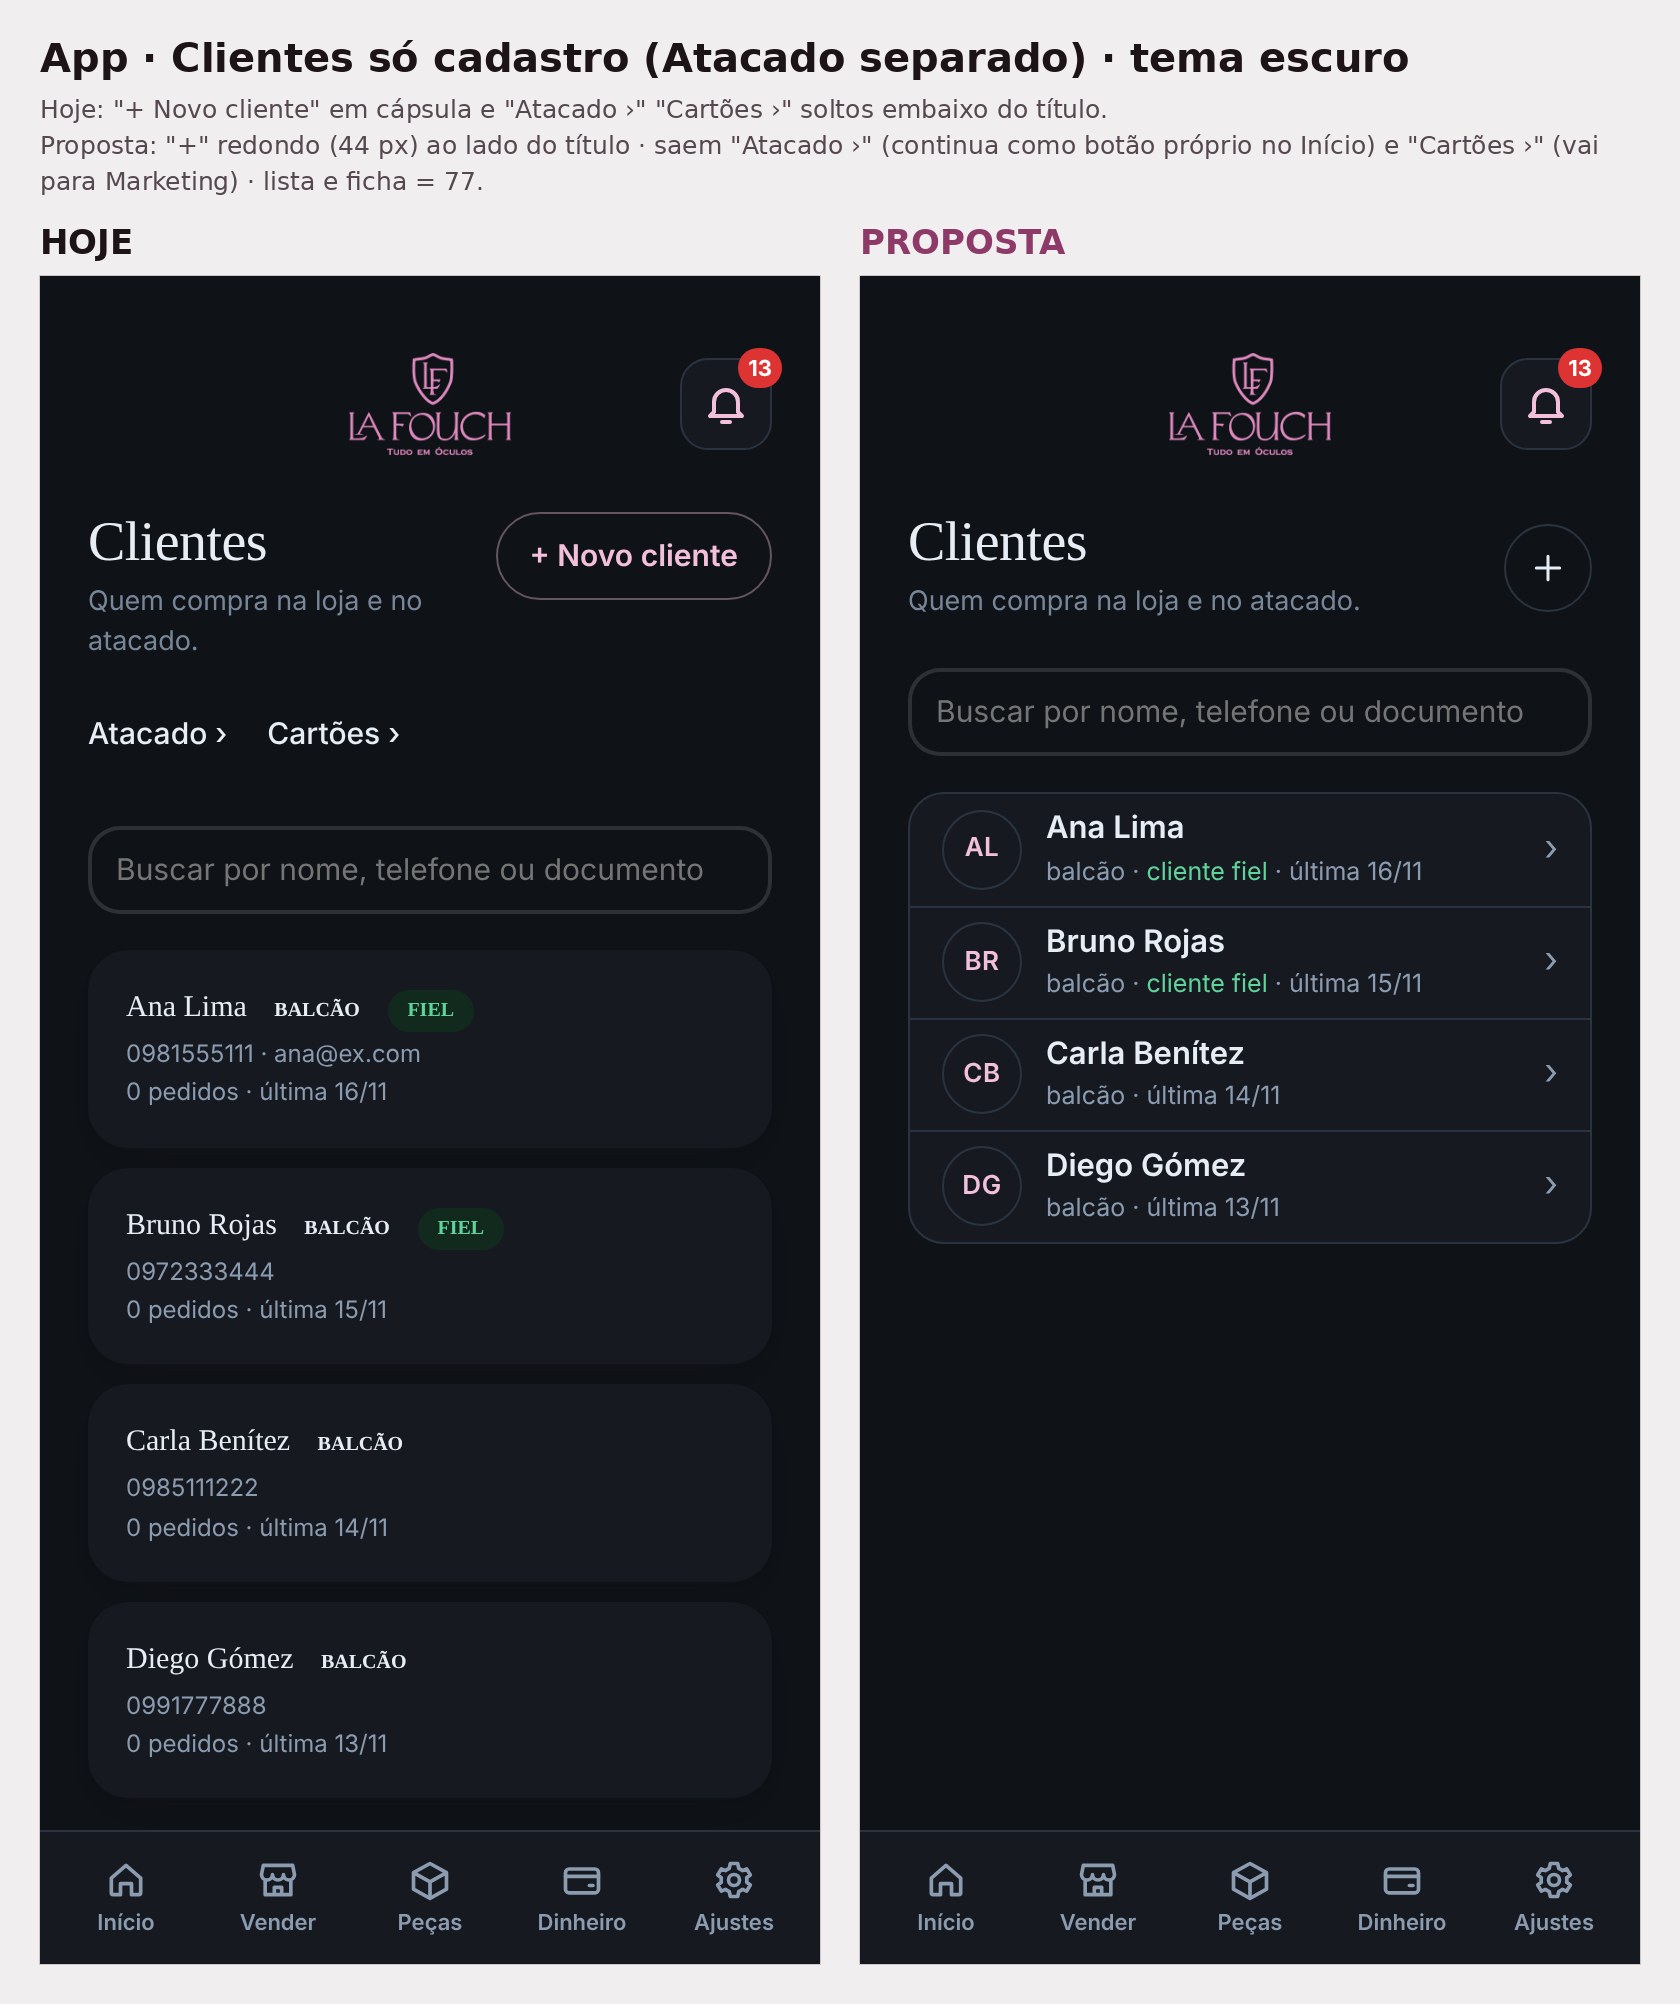 App · Clientes só cadastro (Atacado separado) · tema escuro
Hoje: "+ Novo cliente" em cápsula e "Atacado ›" "Cartões ›" soltos embaixo do título.
Proposta: "+" redondo (44 px) ao lado do título · saem "Atacado ›" (continua como botão próprio no Início) e "Cartões ›" (vai
para Marketing) · lista e ficha = 77.
HOJE
LF
LA FOUCH
TUDO EM ÓCULOS
13
Clientes
+ Novo cliente
Quem compra na loja e no
atacado.
Atacado › Cartões ›
Buscar por nome, telefone ou documento
Ana Lima BALCÃO FIEL
0981555111 · ana@ex.com
0 pedidos · última 16/11
Bruno Rojas BALCÃO FIEL
0972333444
0 pedidos · última 15/11
Carla Benítez BALCÃO
0985111222
0 pedidos · última 14/11
Diego Gómez BALCÃO
0991777888
0 pedidos · última 13/11
Início Vender Peças Dinheiro Ajustes
PROPOSTA
LF
LA FOUCH
TUDO EM ÓCULOS
13
Clientes
+
Quem compra na loja e no atacado.
Buscar por nome, telefone ou documento
AL
Ana Lima
balcão · cliente fiel · última 16/11
›
BR
Bruno Rojas
balcão · cliente fiel · última 15/11
›
CB
Carla Benítez
balcão · última 14/11
›
DG
Diego Gómez
balcão · última 13/11
›
Início Vender Peças Dinheiro Ajustes